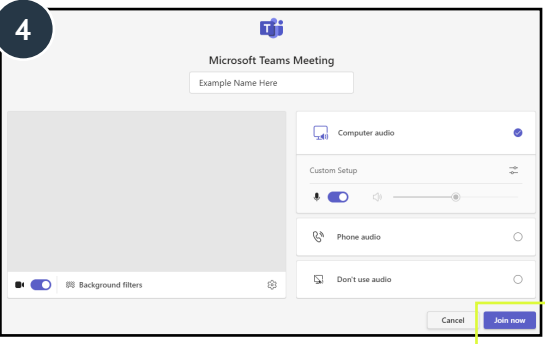 4
Microsoft Teams Meeting
Example Name Here
Computer audio
Custom Setup
Phone audio
Background filters
Don't use audio
Cancel
Join now